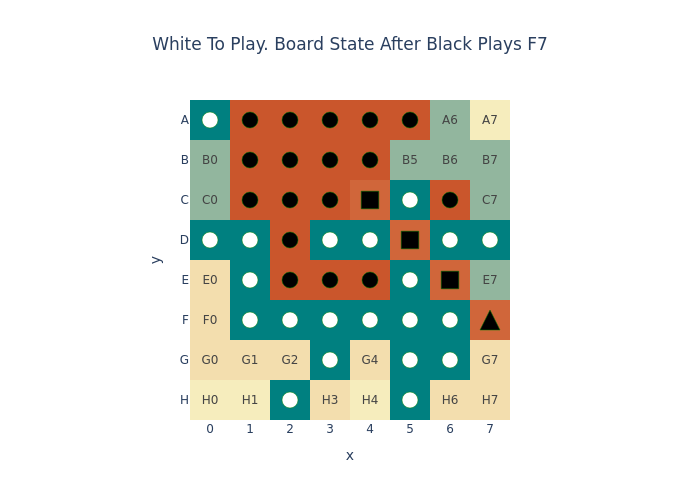 White To Play. Board State After Black Plays F7
A A6 A7
B B0 B5 B6 B7
C C0 C7
D
E E0 E7
F F0
G G0 G1 G2 G4 G7
H H0 H1 H3 H4 H6 H7
0 1 2 3 4 5 6 7
x
y